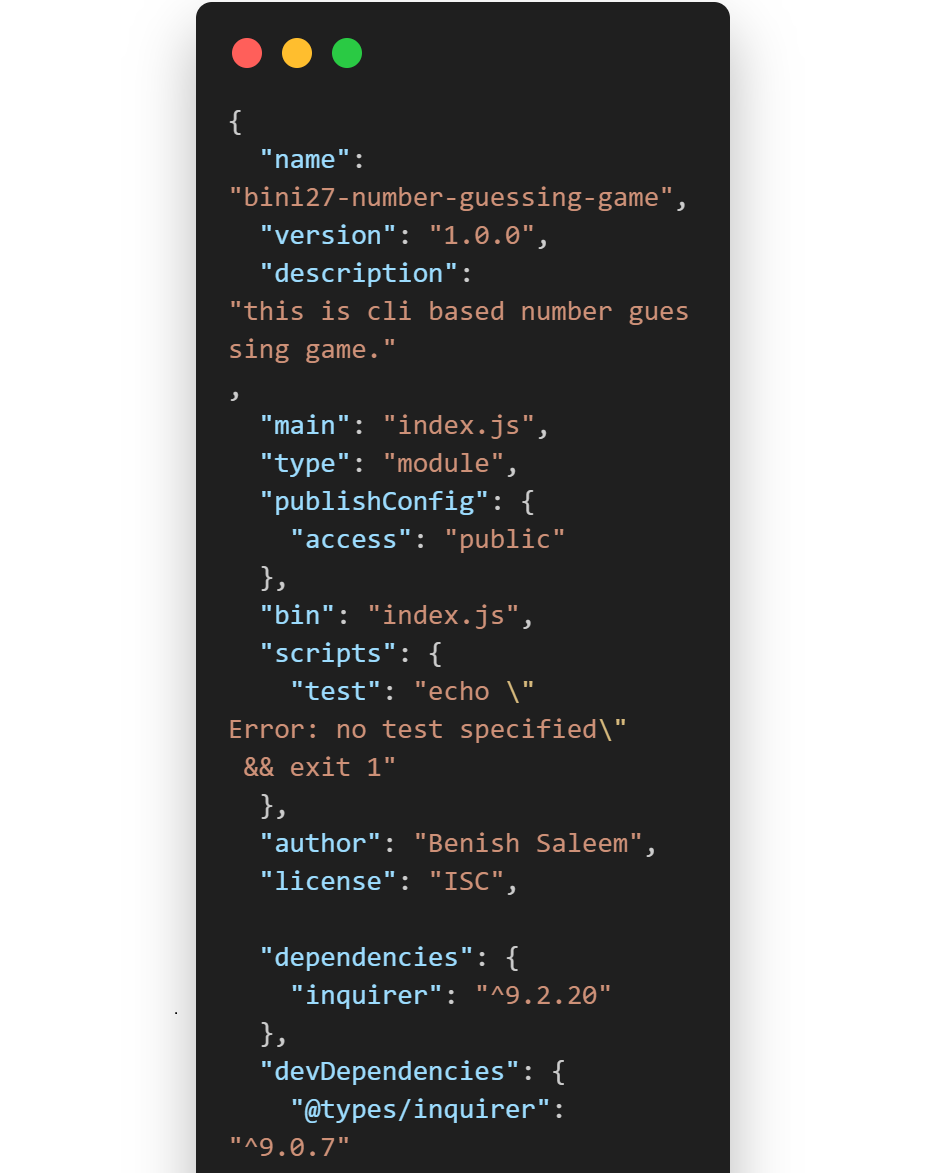 {
  "name":
"bini27-number-guessing-game",
  "version": "1.0.0",
  "description":
"this is cli based number gues
sing game."
,
  "main": "index.js",
  "type": "module",
  "publishConfig": {
    "access": "public"
  },
  "bin": "index.js",
  "scripts": {
    "test": "echo \"
Error: no test specified\"
 && exit 1"
  },
  "author": "Benish Saleem",
  "license": "ISC",

  "dependencies": {
    "inquirer": "^9.2.20"
  },
  "devDependencies": {
    "@types/inquirer":
"^9.0.7"